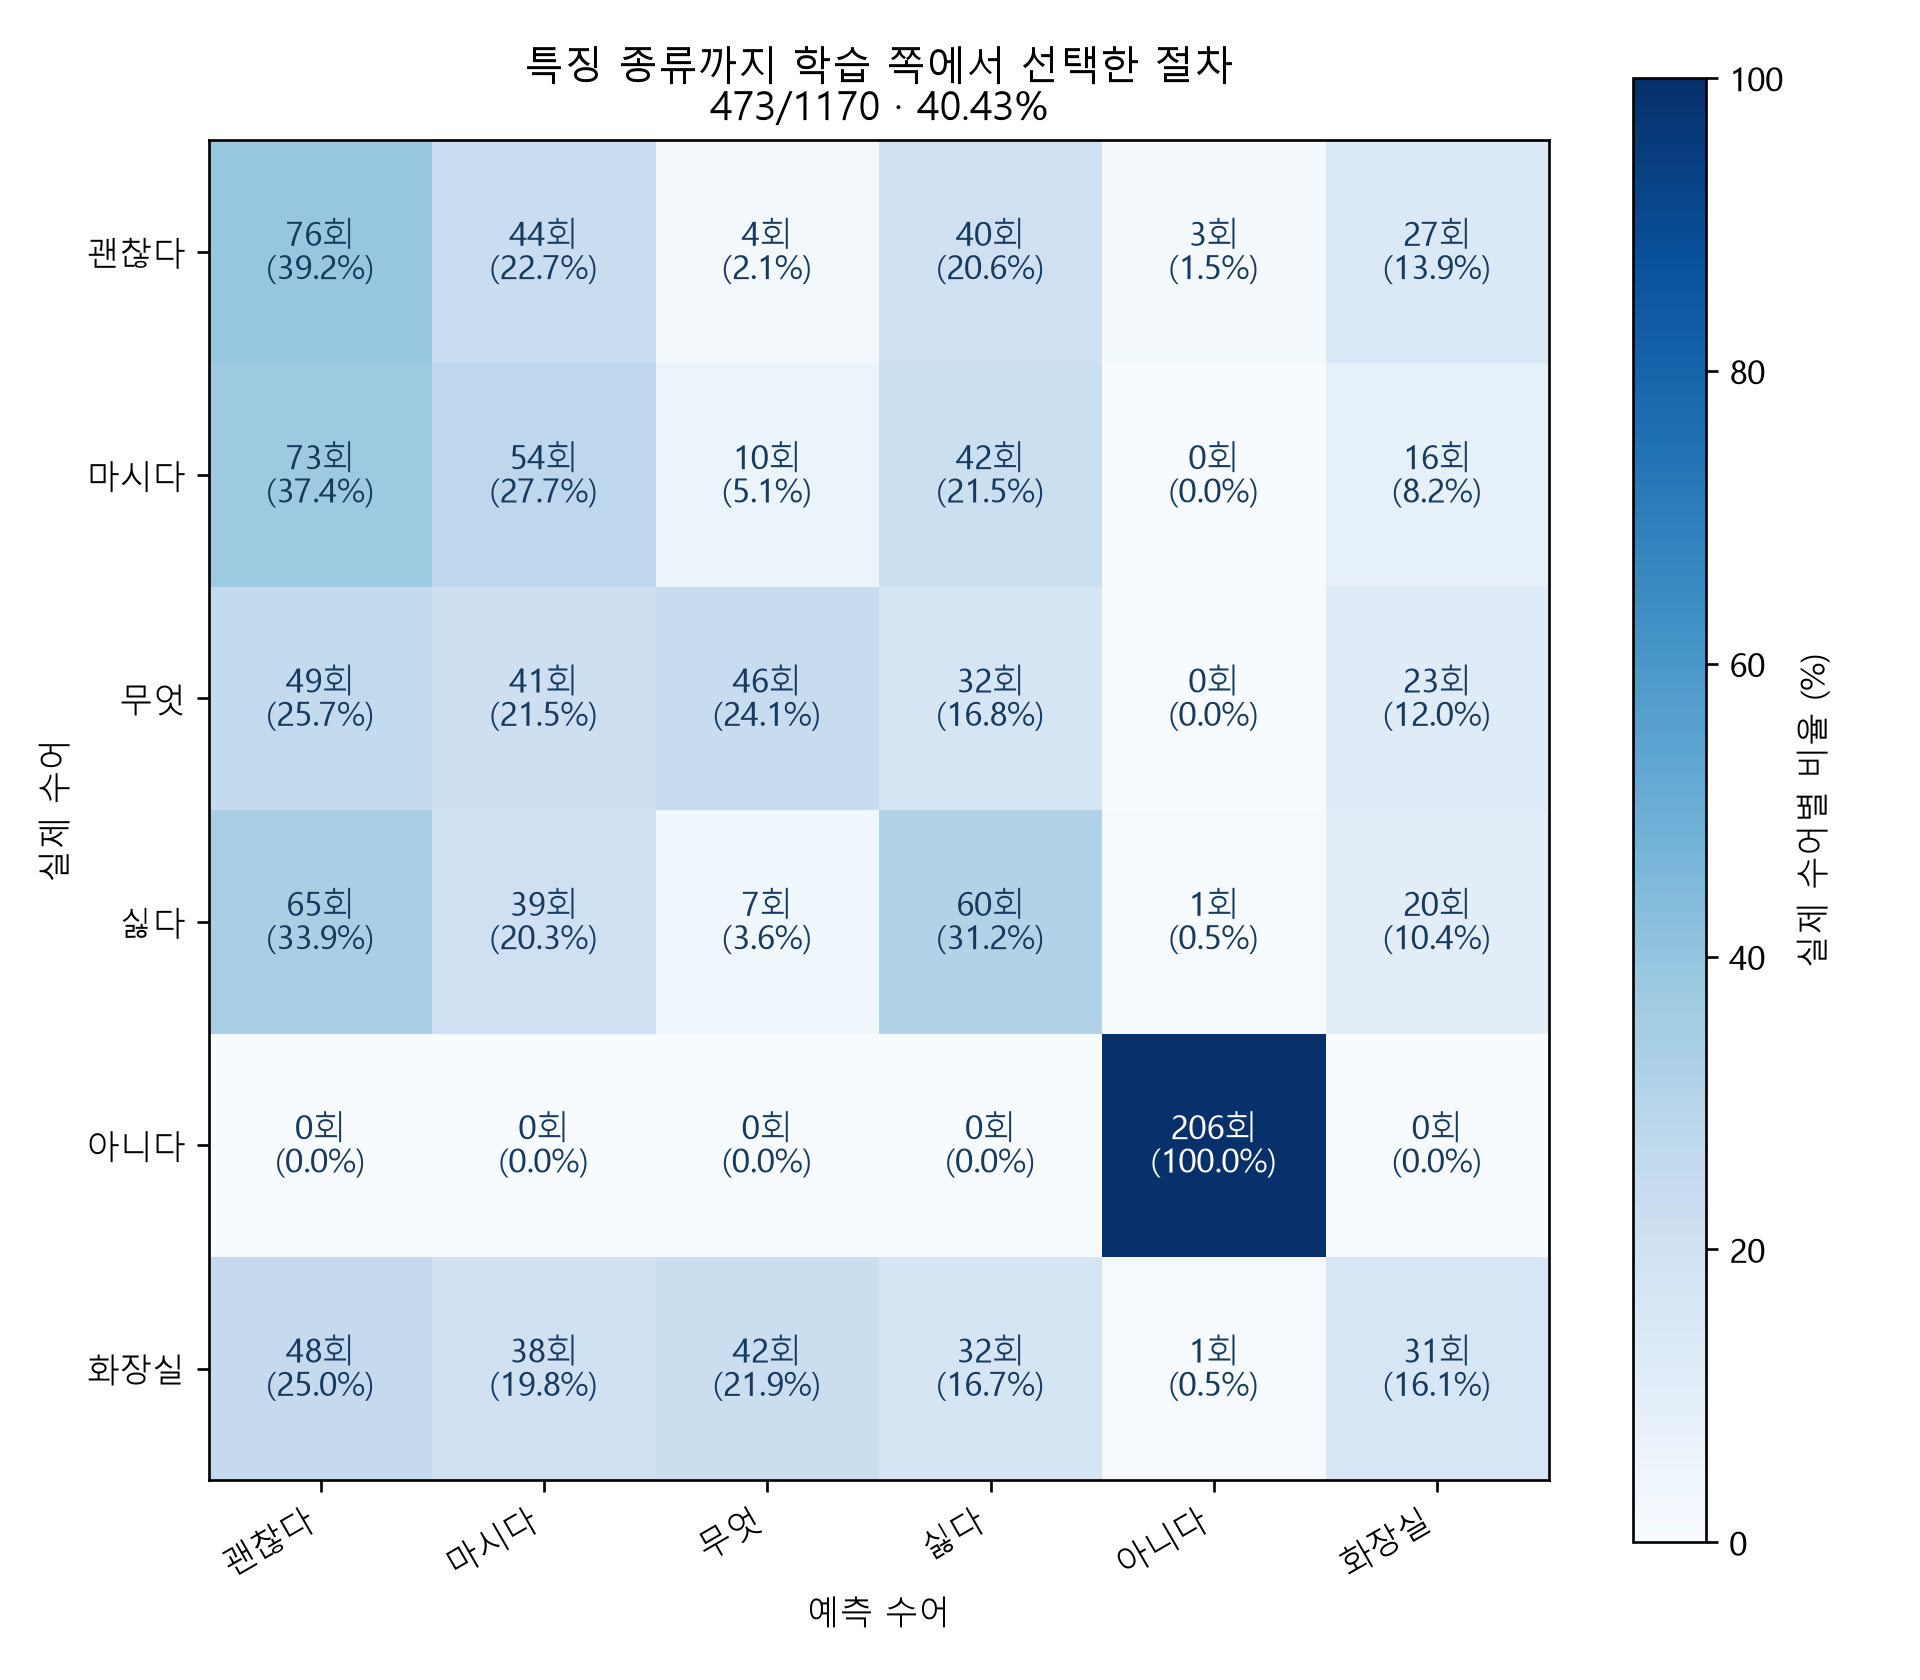 특징 종류까지 학습 쪽에서 선택한 절차
473/1170 · 40.43%
실제 수어
괜찮다
76회
(39.2%)
44회
(22.7%)
4회
(2.1%)
40회
(20.6%)
3회
(1.5%)
27회
(13.9%)
마시다
73회
(37.4%)
54회
(27.7%)
10회
(5.1%)
42회
(21.5%)
0회
(0.0%)
16회
(8.2%)
무엇
49회
(25.7%)
41회
(21.5%)
46회
(24.1%)
32회
(16.8%)
0회
(0.0%)
23회
(12.0%)
싫다
65회
(33.9%)
39회
(20.3%)
7회
(3.6%)
60회
(31.2%)
1회
(0.5%)
20회
(10.4%)
아니다
0회
(0.0%)
0회
(0.0%)
0회
(0.0%)
0회
(0.0%)
206회
(100.0%)
0회
(0.0%)
화장실
48회
(25.0%)
38회
(19.8%)
42회
(21.9%)
32회
(16.7%)
1회
(0.5%)
31회
(16.1%)
괜찮다
마시다
무엇
싫다
아니다
화장실
예측 수어
100
80
60
40
20
0
실제 수어별 비율 (%)